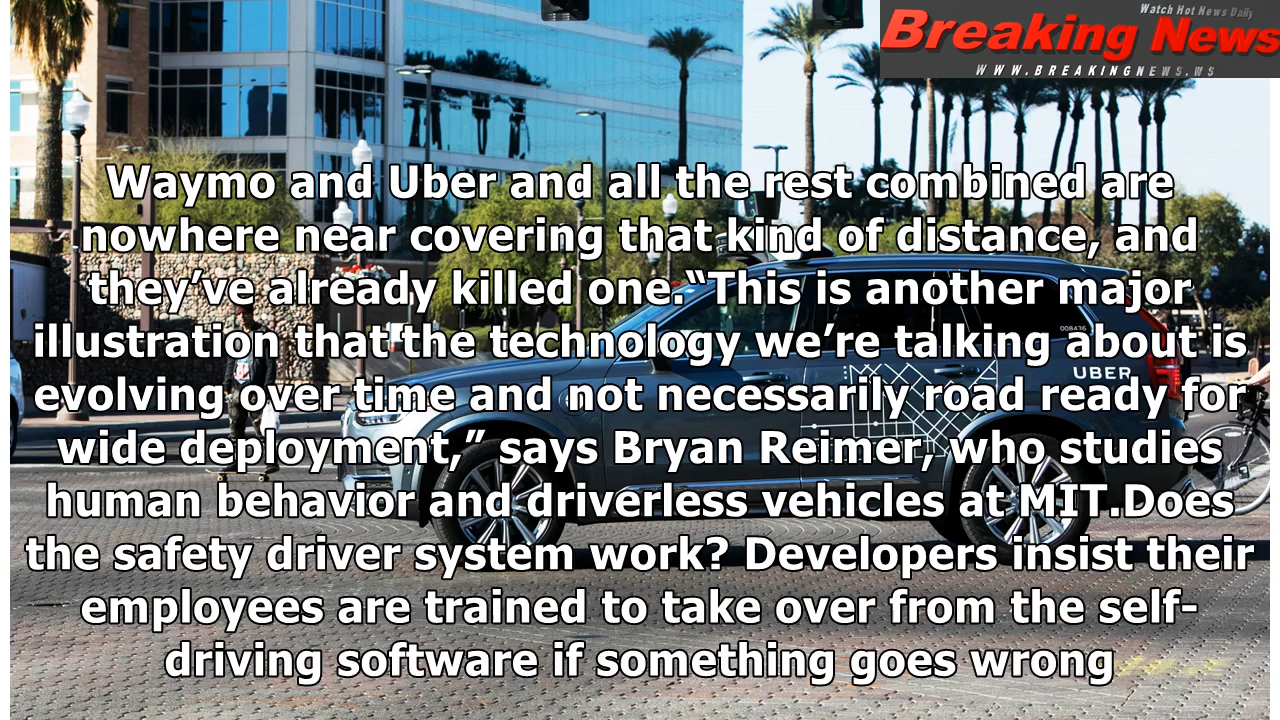 Watch Hot News Daily
Breaking News
WWW.BREAKINGNEWS.WS
Waymo and Uber and all the rest combined are
nowhere near covering that kind of distance, and
they’ve already killed one.“This is another major
illustration that the technology we’re talking about is
evolving over time and not necessarily road ready for
wide deployment,” says Bryan Reimer, who studies
human behavior and driverless vehicles at MIT.Does
the safety driver system work? Developers insist their
employees are trained to take over from the self-
driving software if something goes wrong
008436
UBER